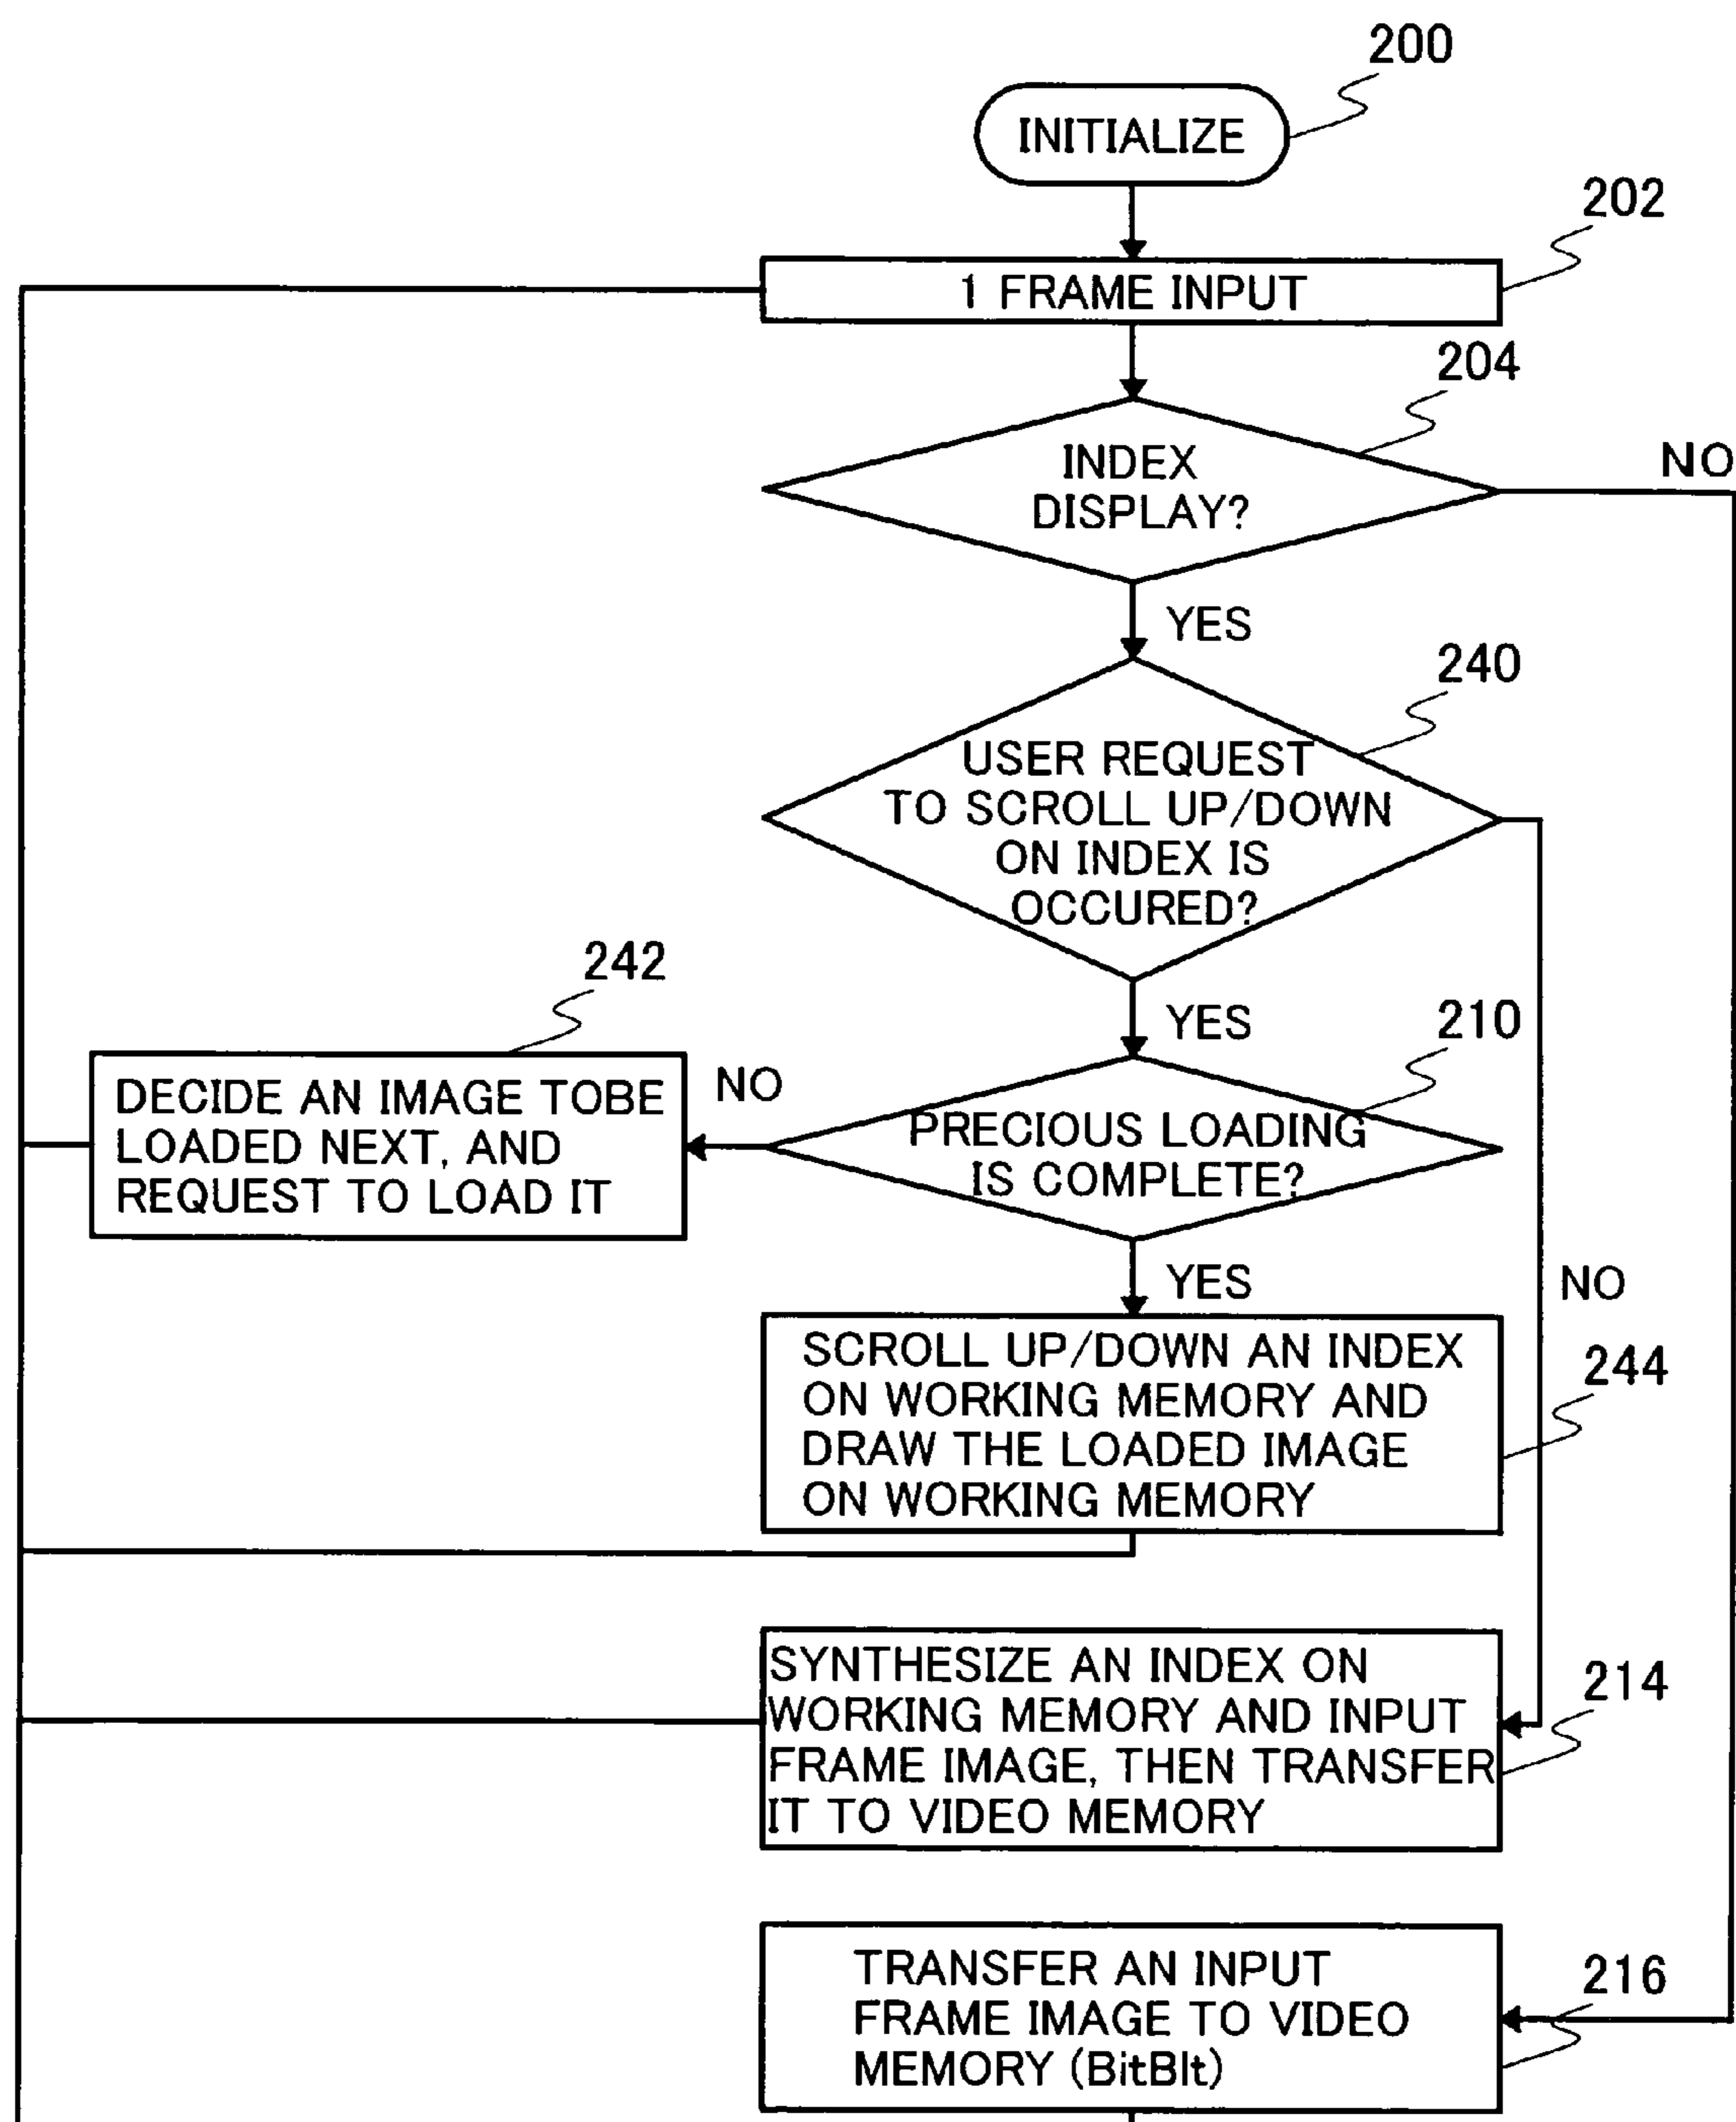 200
INITIALIZE
202
1 FRAME INPUT
204
INDEX
DISPLAY?
NO
YES
240
USER REQUEST
TO SCROLL UP/DOWN
ON INDEX IS
OCCURED?
242
YES
210
NO
DECIDE AN IMAGE TOBE
LOADED NEXT, AND
REQUEST TO LOAD IT
PRECIOUS LOADING
IS COMPLETE?
YES
NO
SCROLL UP/DOWN AN INDEX
ON WORKING MEMORY AND
DRAW THE LOADED IMAGE
ON WORKING MEMORY
244
SYNTHESIZE AN INDEX ON
WORKING MEMORY AND INPUT
FRAME IMAGE, THEN TRANSFER
IT TO VIDEO MEMORY
214
TRANSFER AN INPUT
FRAME IMAGE TO VIDEO
MEMORY (BitBlt)
216